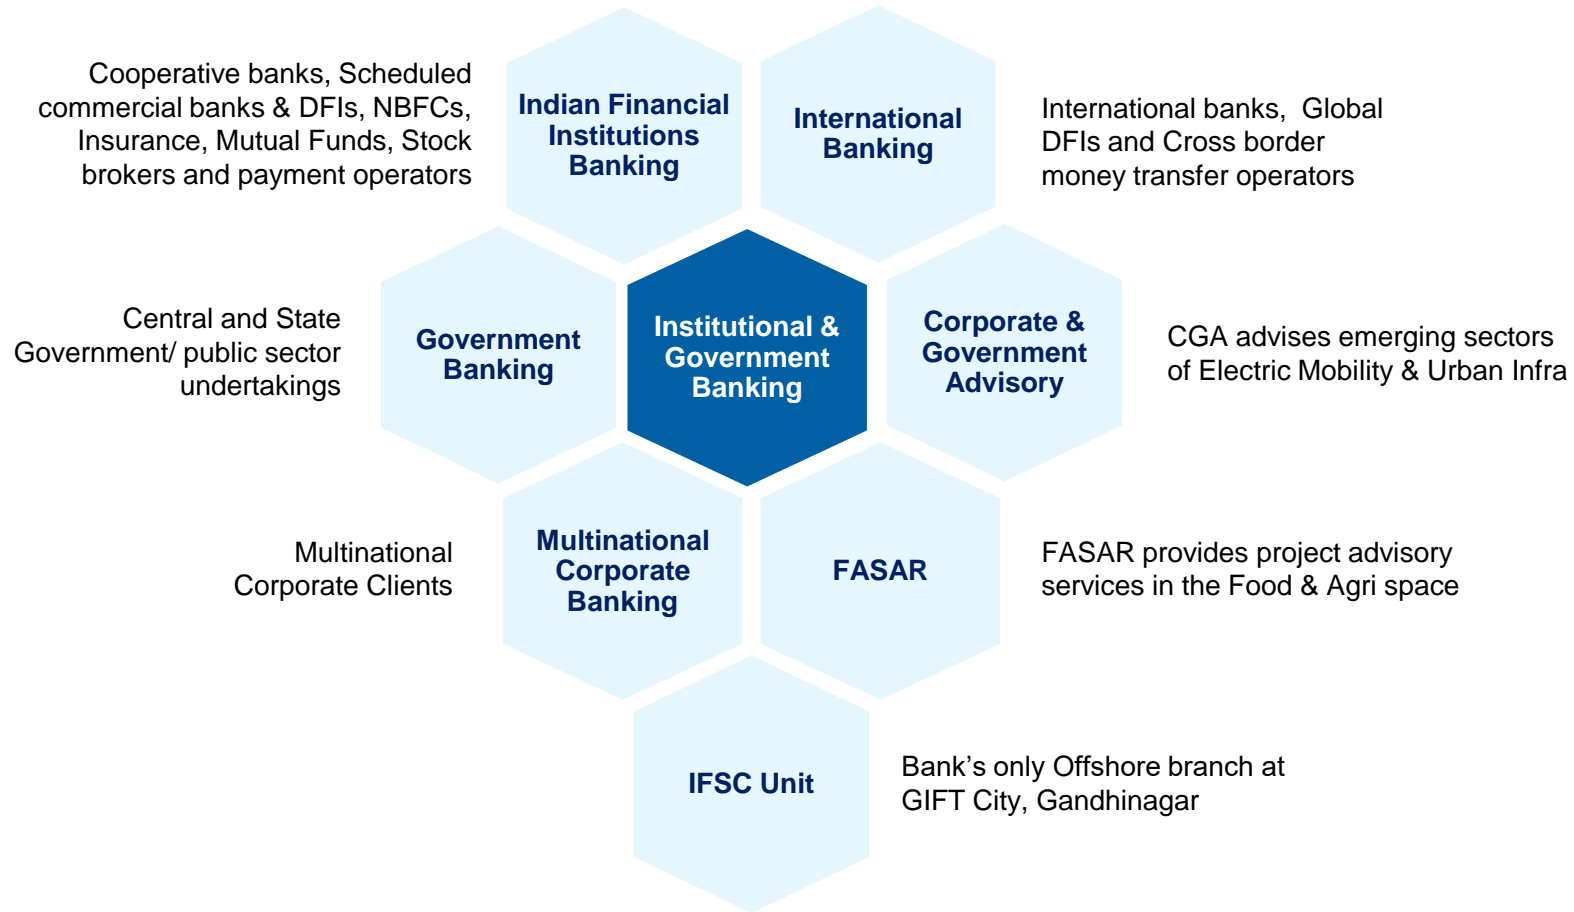 Cooperative banks, Scheduled
commercial banks & DFIs, NBFCs,
Insurance, Mutual Funds, Stock
brokers and payment operators
Indian Financial
Institutions
Banking
International
Banking
International banks,  Global
DFIs and Cross border
money transfer operators
Central and State
Government/ public sector
undertakings
Government
Banking
Institutional &
Government
Banking
Corporate &
Government
Advisory
CGA advises emerging sectors
of Electric Mobility & Urban Infra
Multinational
Corporate Clients
Multinational
Corporate
Banking
FASAR
FASAR provides project advisory
services in the Food & Agri space
IFSC Unit
Bank’s only Offshore branch at
GIFT City, Gandhinagar